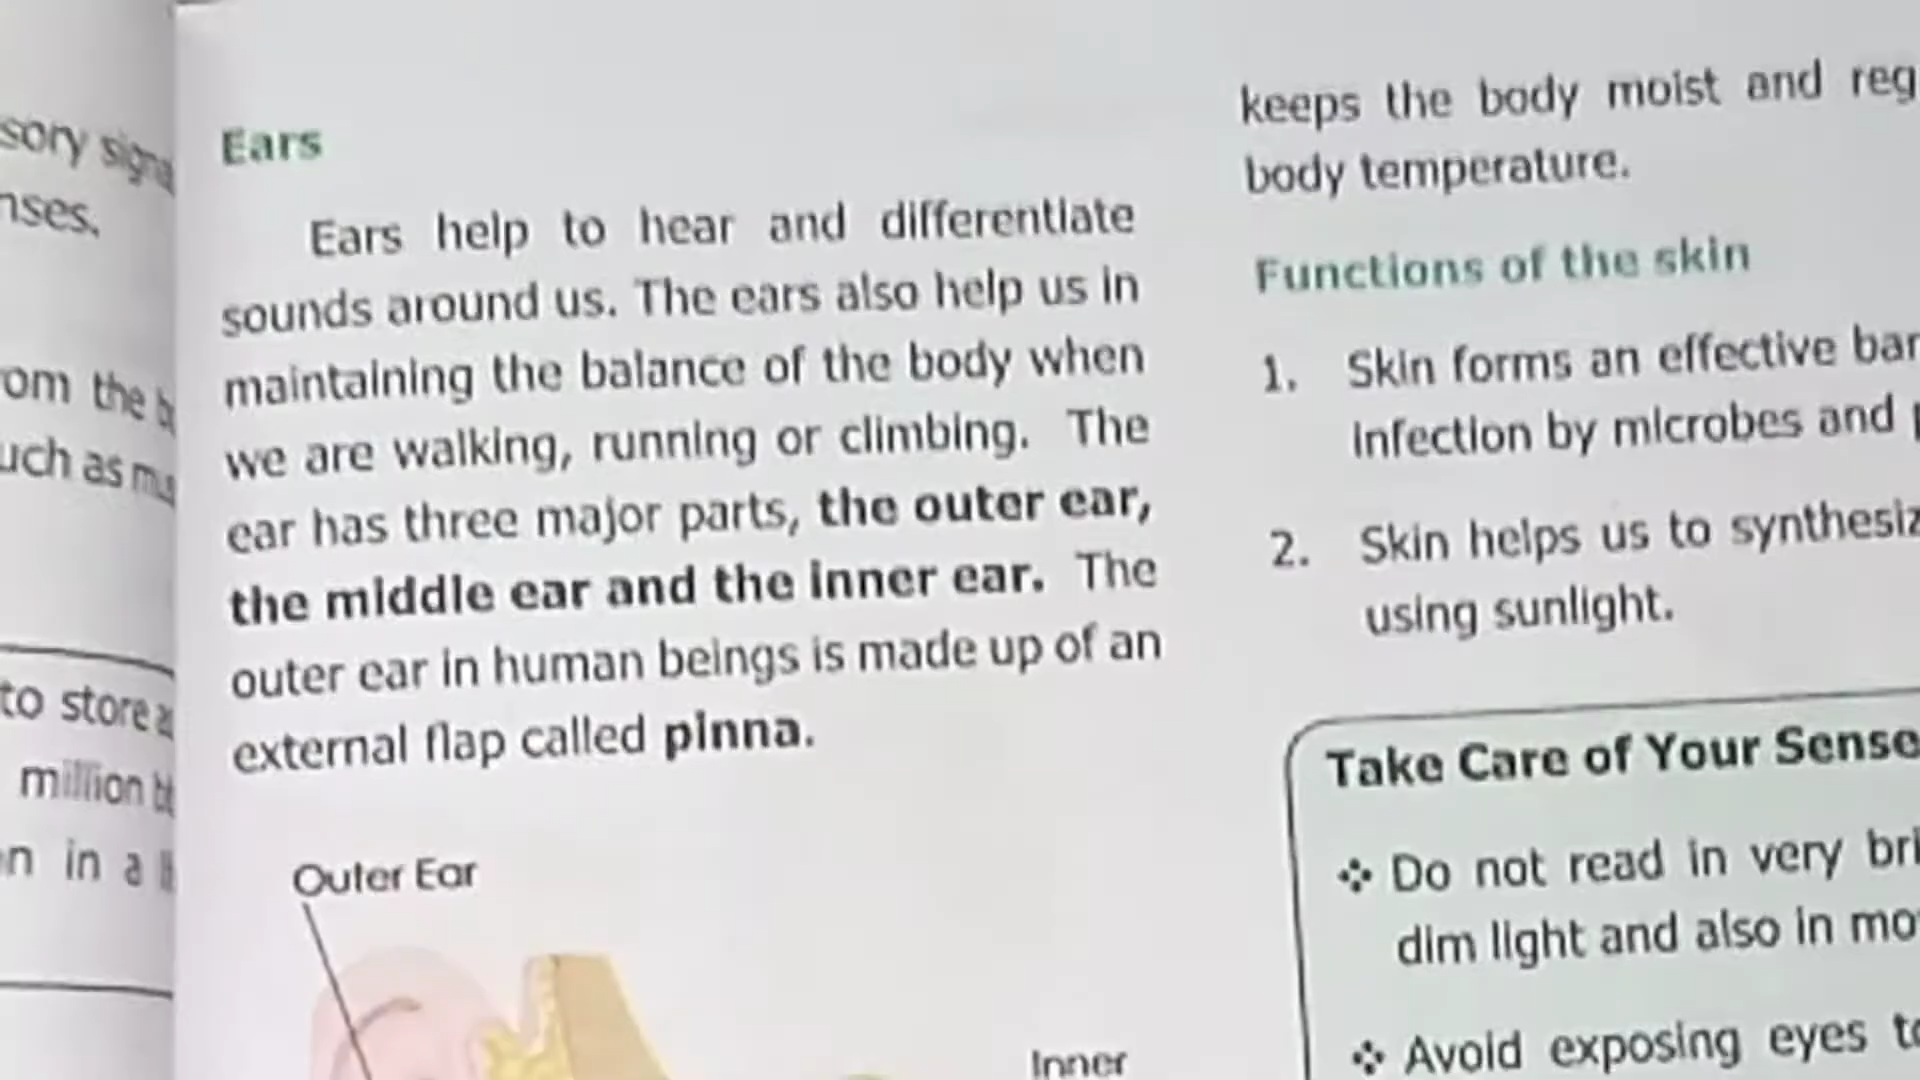 sory
nses.
om the
uch as
to store
million
n in a
Ears
Ears help to hear and differentiate
sounds around us. The ears also help us in
maintaining the balance of the body when
we are walking, running or climbing. The
ear has three major parts, the outer ear,
the middle ear and the inner ear. The
outer ear in human beings is made up of an
external flap called pinna.
Outer Ear
Inner
keeps the body moist and reg
body temperature.
Functions of the skin
1. Skin forms an effective bar
infection by microbes and
2. Skin helps us to synthesiz
using sunlight.
Take Care of Your Sense
❖ Do not read in very bri
dim light and also in mo
❖ Avoid exposing eyes to